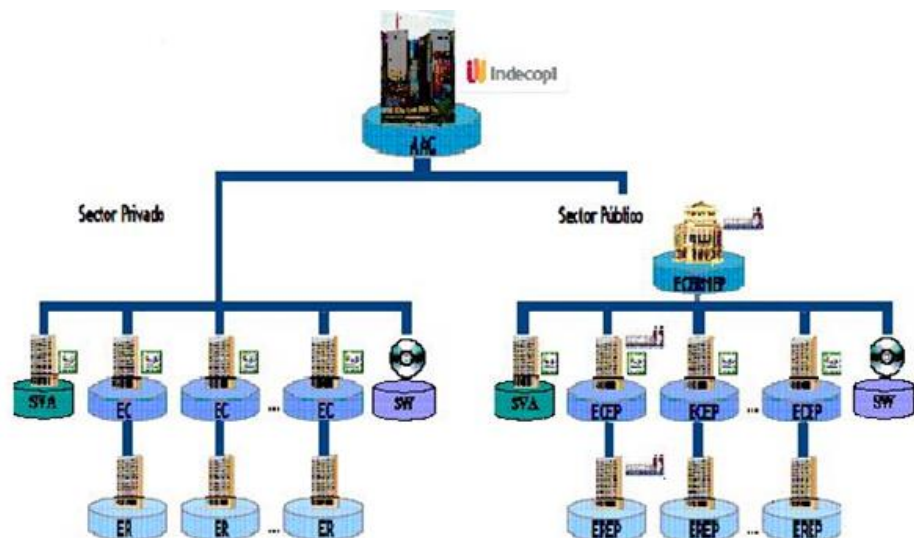 indecopi
AAC
Sector Privado
Sector Público
ECERNEP
SVA
EC
EC
...
EC
SW
SVA
ECEP
ECEP
...
ECEP
SW
ER
ER
...
ER
EREP
EREP
...
EREP